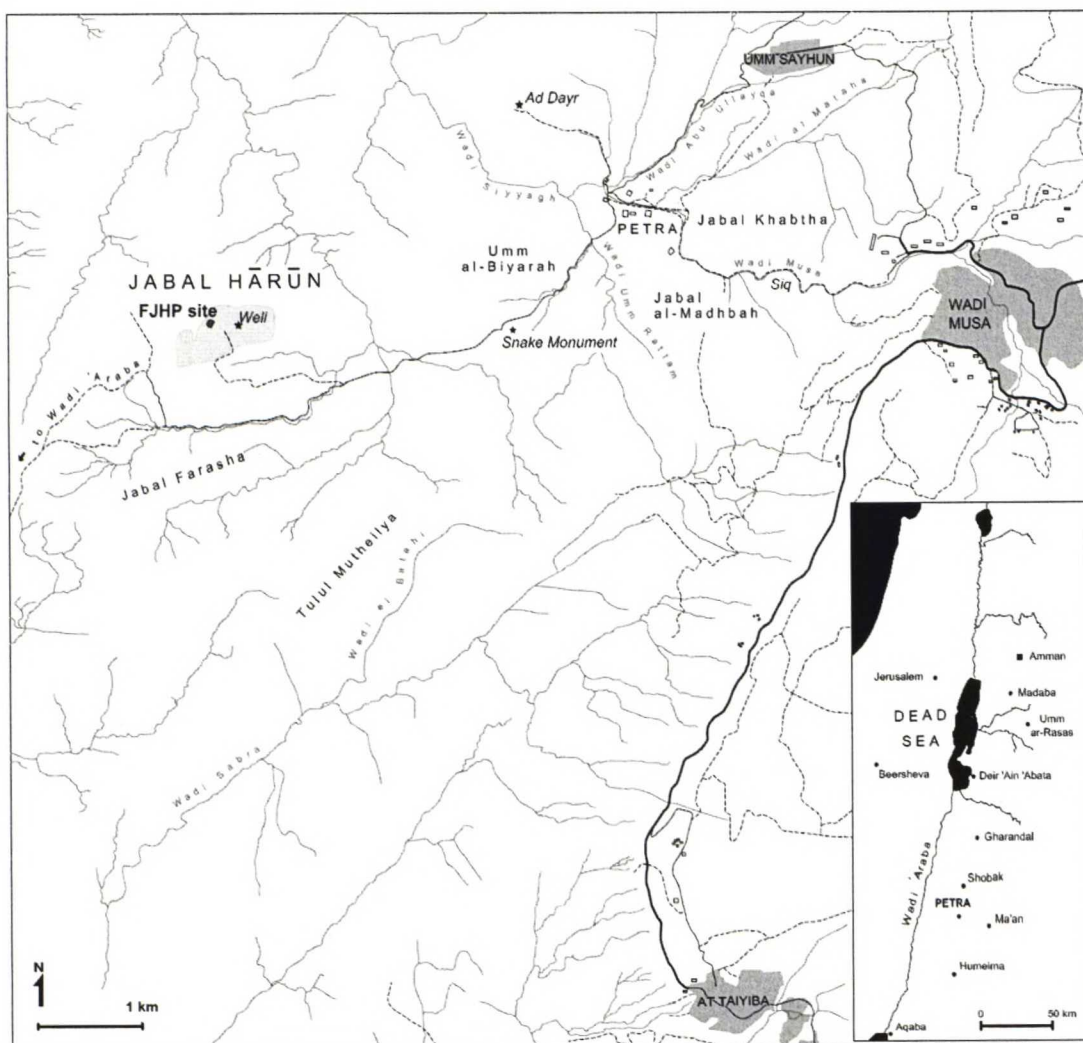 UMM SAYHUN
Ad Dayr
Wadi Abu ullayqa
Wadi al Mataha
Wadi Siyyagh
PETRA
Jabal Khabtha
Umm
al-Biyarah
Wadi Musa
Siq
JABAL HĀRŪN
FJHP site
Weli
Wadi Umm Rattam
Jabal
al-Madhbah
WADI
MUSA
Snake Monument
to Wadi 'Araba
Jabal Farasha
Tulul Muthellya
Wadi el Batahi
Wadi Sabra
AT TAIYIBA
N
1 km
Amman
Jerusalem
Madaba
DEAD
SEA
Umm
ar-Rasas
Beersheva
Deir 'Ain 'Abata
Gharandal
Wadi 'Araba
Shobak
PETRA
Ma'an
Humeima
Aqaba
0 50 km